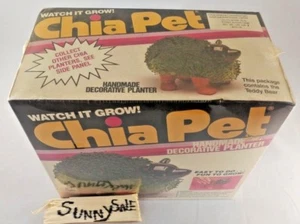 WATCH IT GROW!
Chia Pet
COLLECT
OTHER CHIA
PLANTERS, SEE
SIDE PANEL
HANDMADE
DECORATIVE PLANTER
This package
contains the
Teddy Bear
WATCH IT GROW!
Chia Pet
HANDMADE
DECORATIVE PLANTER
EASY TO DO
FUN TO GROW
SUNNYSALE